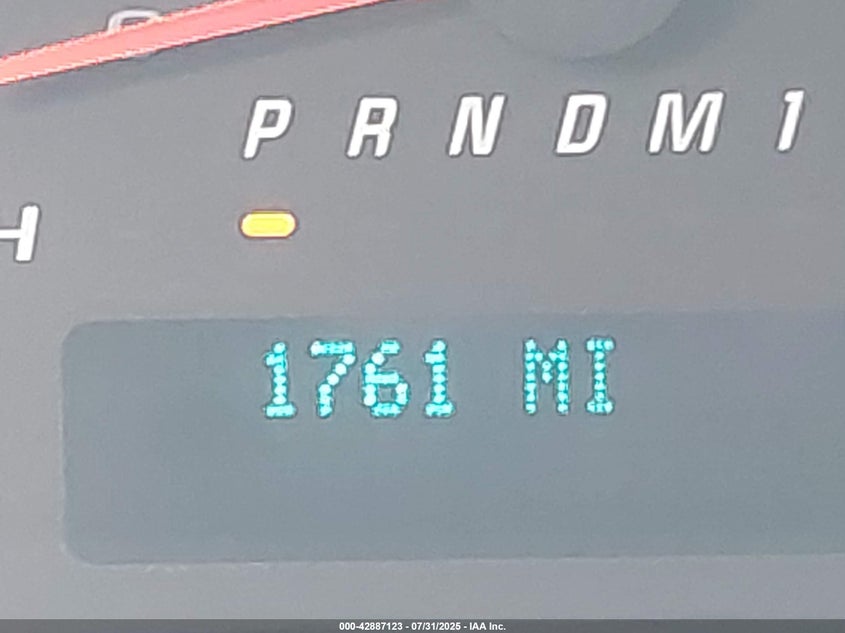 P R N D M 1
H
1761 MI
000-42887123 - 07/31/2025 - IAA Inc.